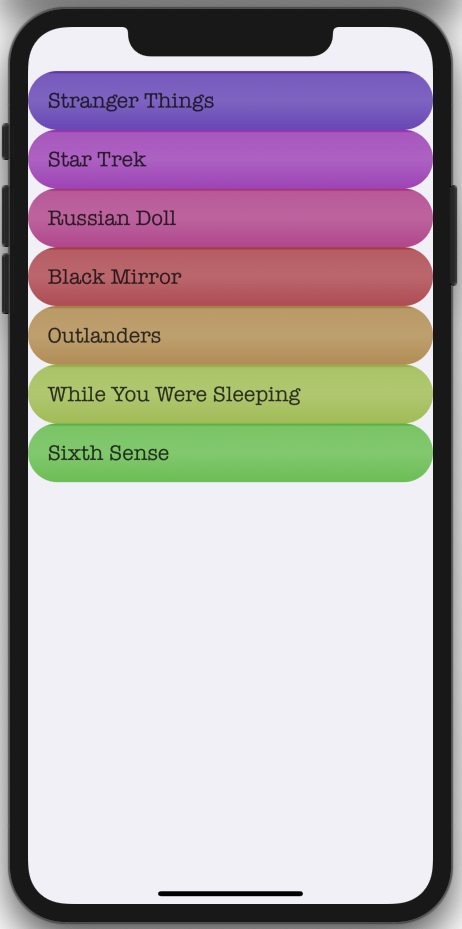 Stranger Things
Star Trek
Russian Doll
Black Mirror
Outlanders
While You Were Sleeping
Sixth Sense